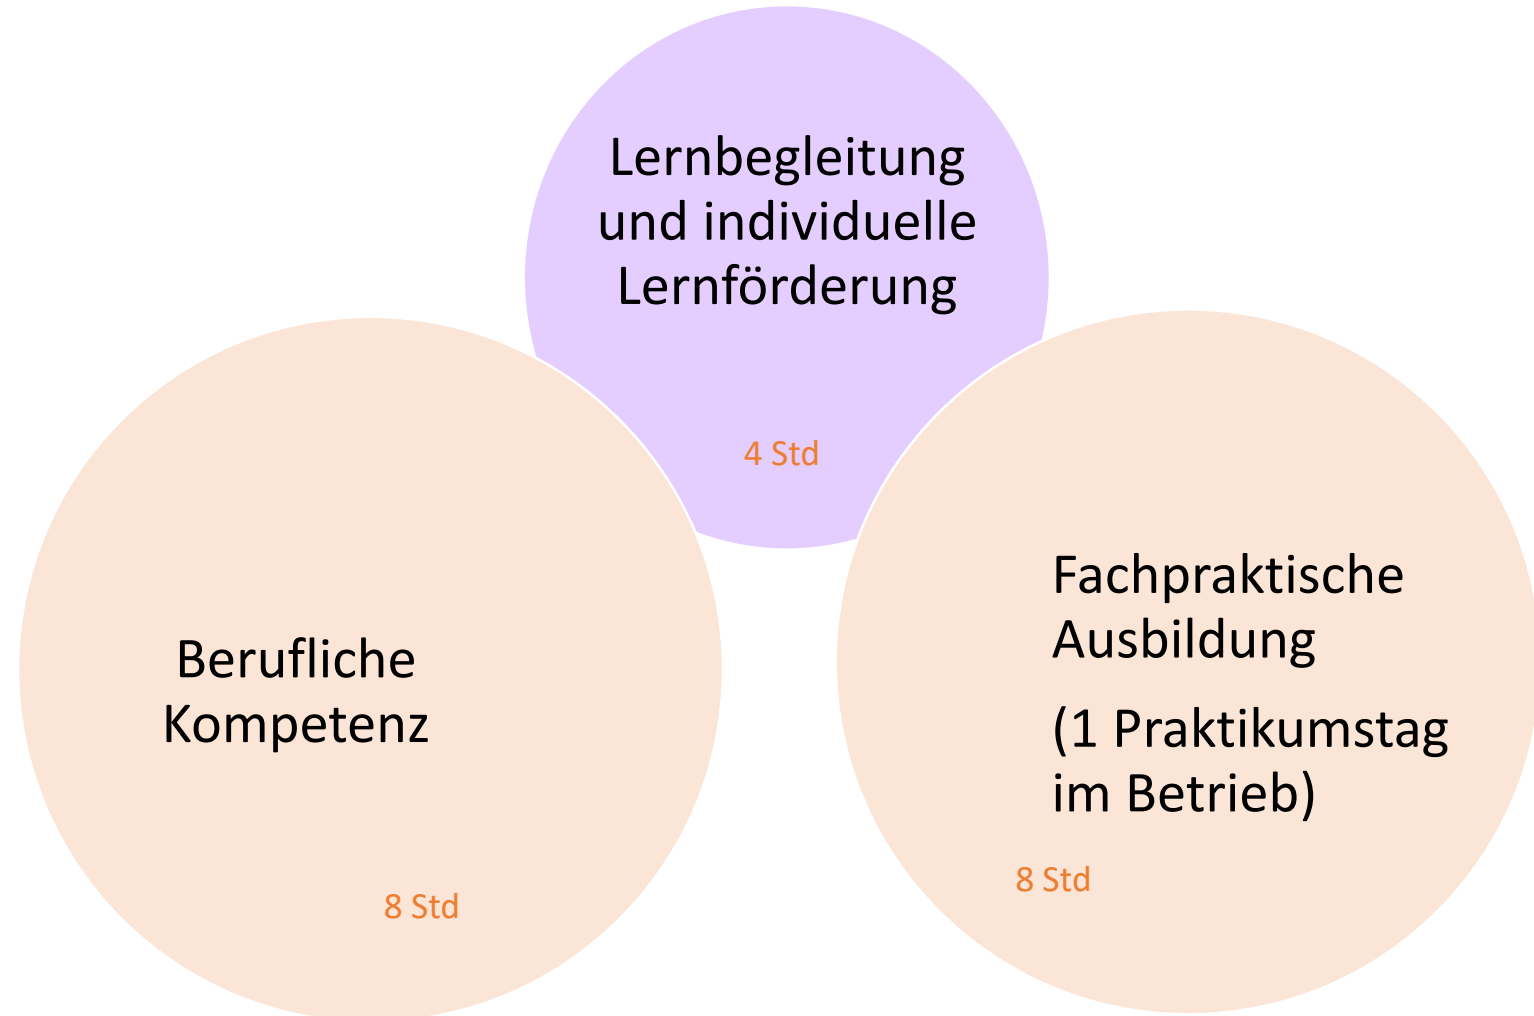 Lernbegleitung
und individuelle
Lernförderung
4 Std
Berufliche
Kompetenz
8 Std
Fachpraktische
Ausbildung
(1 Praktikumstag
im Betrieb)
8 Std